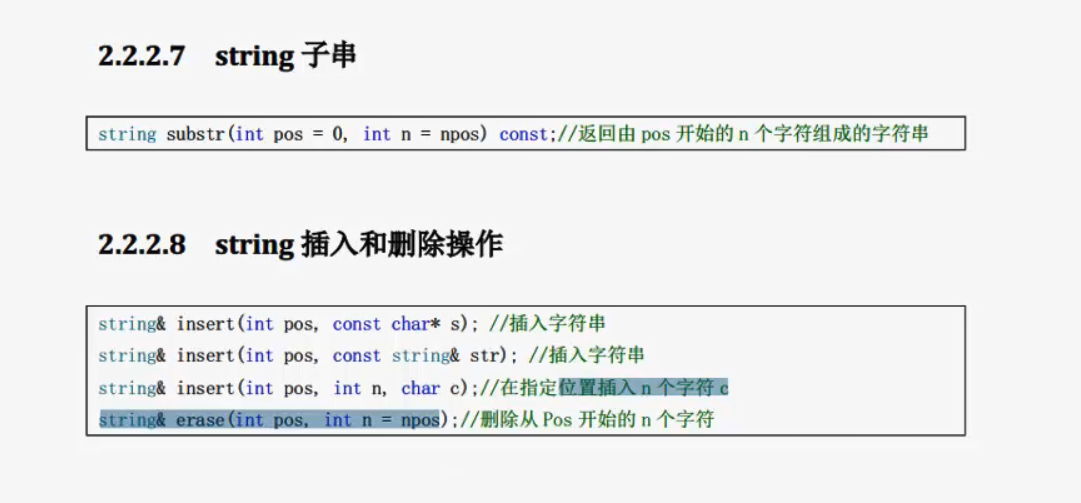 2.2.2.7 string 子串
string substr(int pos = 0, int n = npos) const;//返回由 pos 开始的 n 个字符组成的字符串
2.2.2.8 string 插入和删除操作
string& insert(int pos, const char* s); //插入字符串
string& insert(int pos, const string& str); //插入字符串
string& insert(int pos, int n, char c);//在指定位置插入 n 个字符 c
string& erase(int pos, int n = npos);//删除从 Pos 开始的 n 个字符